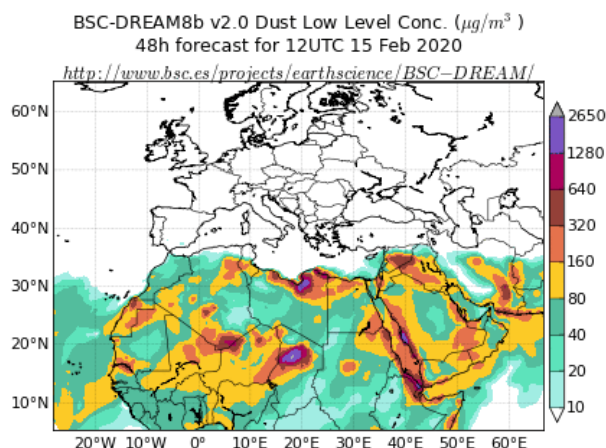 BSC-DREAM8b v2.0 Dust Low Level Conc. (µg/m³ )
48h forecast for 12UTC 15 Feb 2020
http://www.bsc.es/projects/earthscience/BSC−DREAM/
60°N
50°N
40°N
30°N
20°N
10°N
20°W 10°W 0° 10°E 20°E 30°E 40°E 50°E 60°E
2650
1280
640
320
160
80
40
20
10